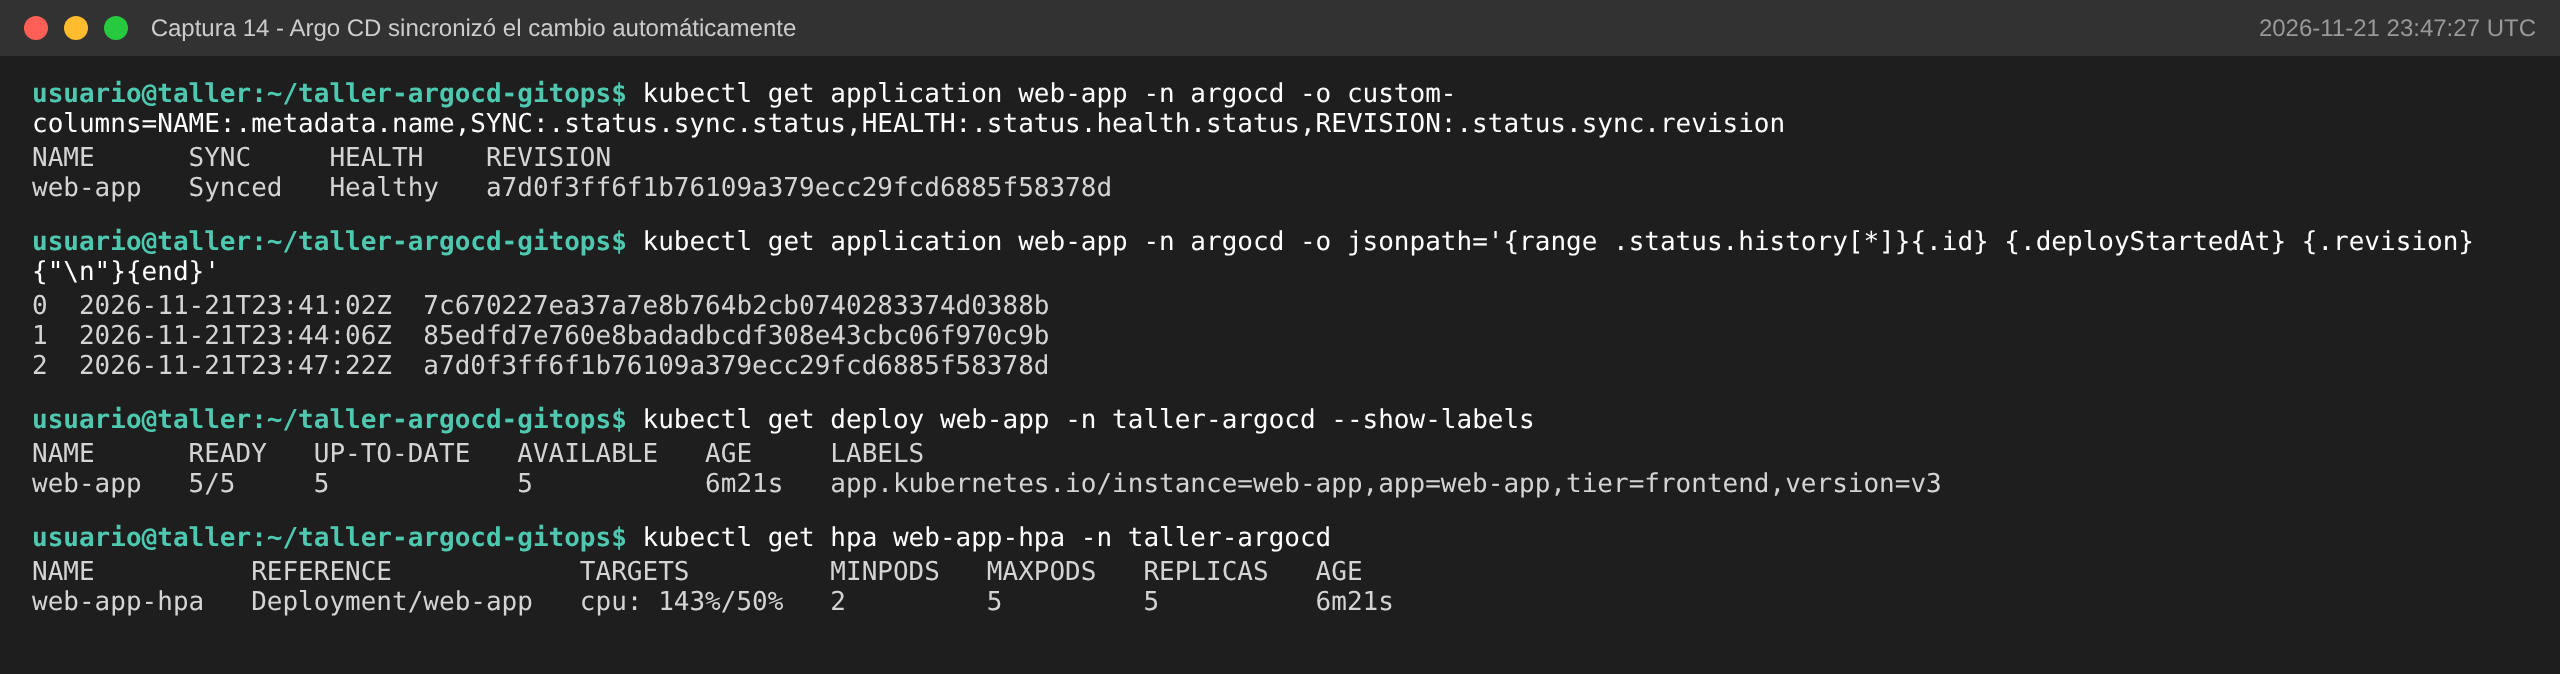 Captura 14 - Argo CD sincronizó el cambio automáticamente
2026-11-21 23:47:27 UTC
usuario@taller:~/taller-argocd-gitops$ kubectl get application web-app -n argocd -o custom-
columns=NAME:.metadata.name,SYNC:.status.sync.status,HEALTH:.status.health.status,REVISION:.status.sync.revision
NAME      SYNC     HEALTH    REVISION
web-app   Synced   Healthy   a7d0f3ff6f1b76109a379ecc29fcd6885f58378d
usuario@taller:~/taller-argocd-gitops$ kubectl get application web-app -n argocd -o jsonpath='{range .status.history[*]}{.id} {.deployStartedAt} {.revision}
{"\n"}{end}'
0  2026-11-21T23:41:02Z  7c670227ea37a7e8b764b2cb0740283374d0388b
1  2026-11-21T23:44:06Z  85edfd7e760e8badadbcdf308e43cbc06f970c9b
2  2026-11-21T23:47:22Z  a7d0f3ff6f1b76109a379ecc29fcd6885f58378d
usuario@taller:~/taller-argocd-gitops$ kubectl get deploy web-app -n taller-argocd --show-labels
NAME      READY   UP-TO-DATE   AVAILABLE   AGE     LABELS
web-app   5/5     5            5           6m21s   app.kubernetes.io/instance=web-app,app=web-app,tier=frontend,version=v3
usuario@taller:~/taller-argocd-gitops$ kubectl get hpa web-app-hpa -n taller-argocd
NAME          REFERENCE            TARGETS         MINPODS   MAXPODS   REPLICAS   AGE
web-app-hpa   Deployment/web-app   cpu: 143%/50%   2         5         5          6m21s